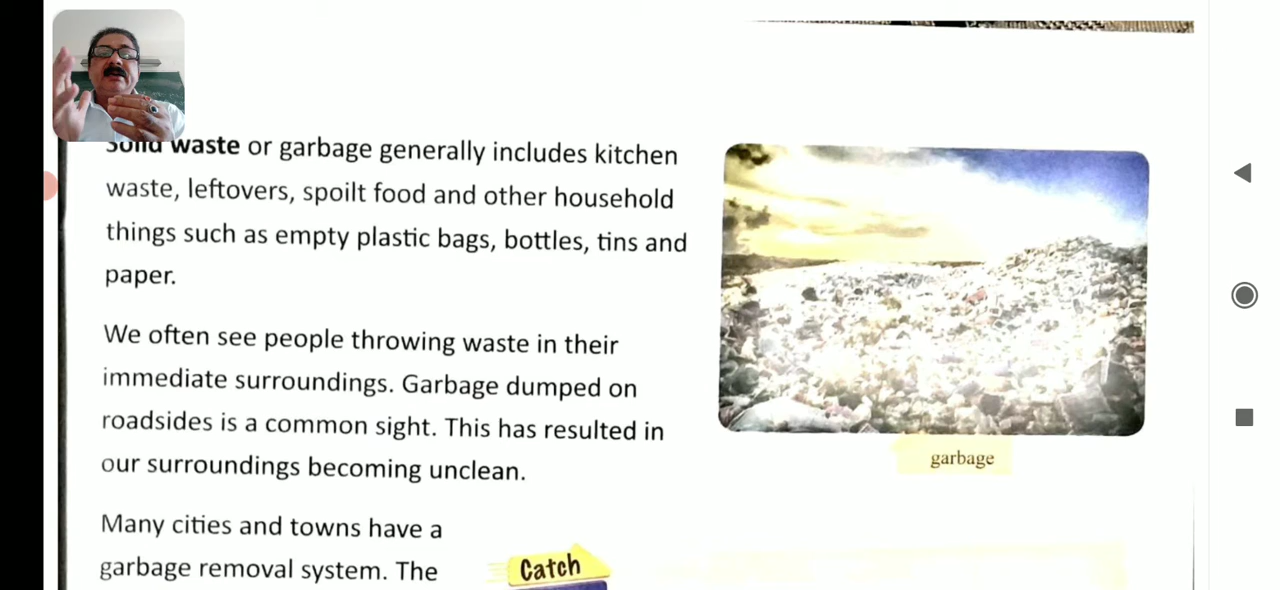 Solid waste or garbage generally includes kitchen
waste, leftovers, spoilt food and other household
things such as empty plastic bags, bottles, tins and
paper.
We often see people throwing waste in their
immediate surroundings. Garbage dumped on
roadsides is a common sight. This has resulted in
our surroundings becoming unclean.
garbage
Many cities and towns have a
garbage removal system. The
Catch